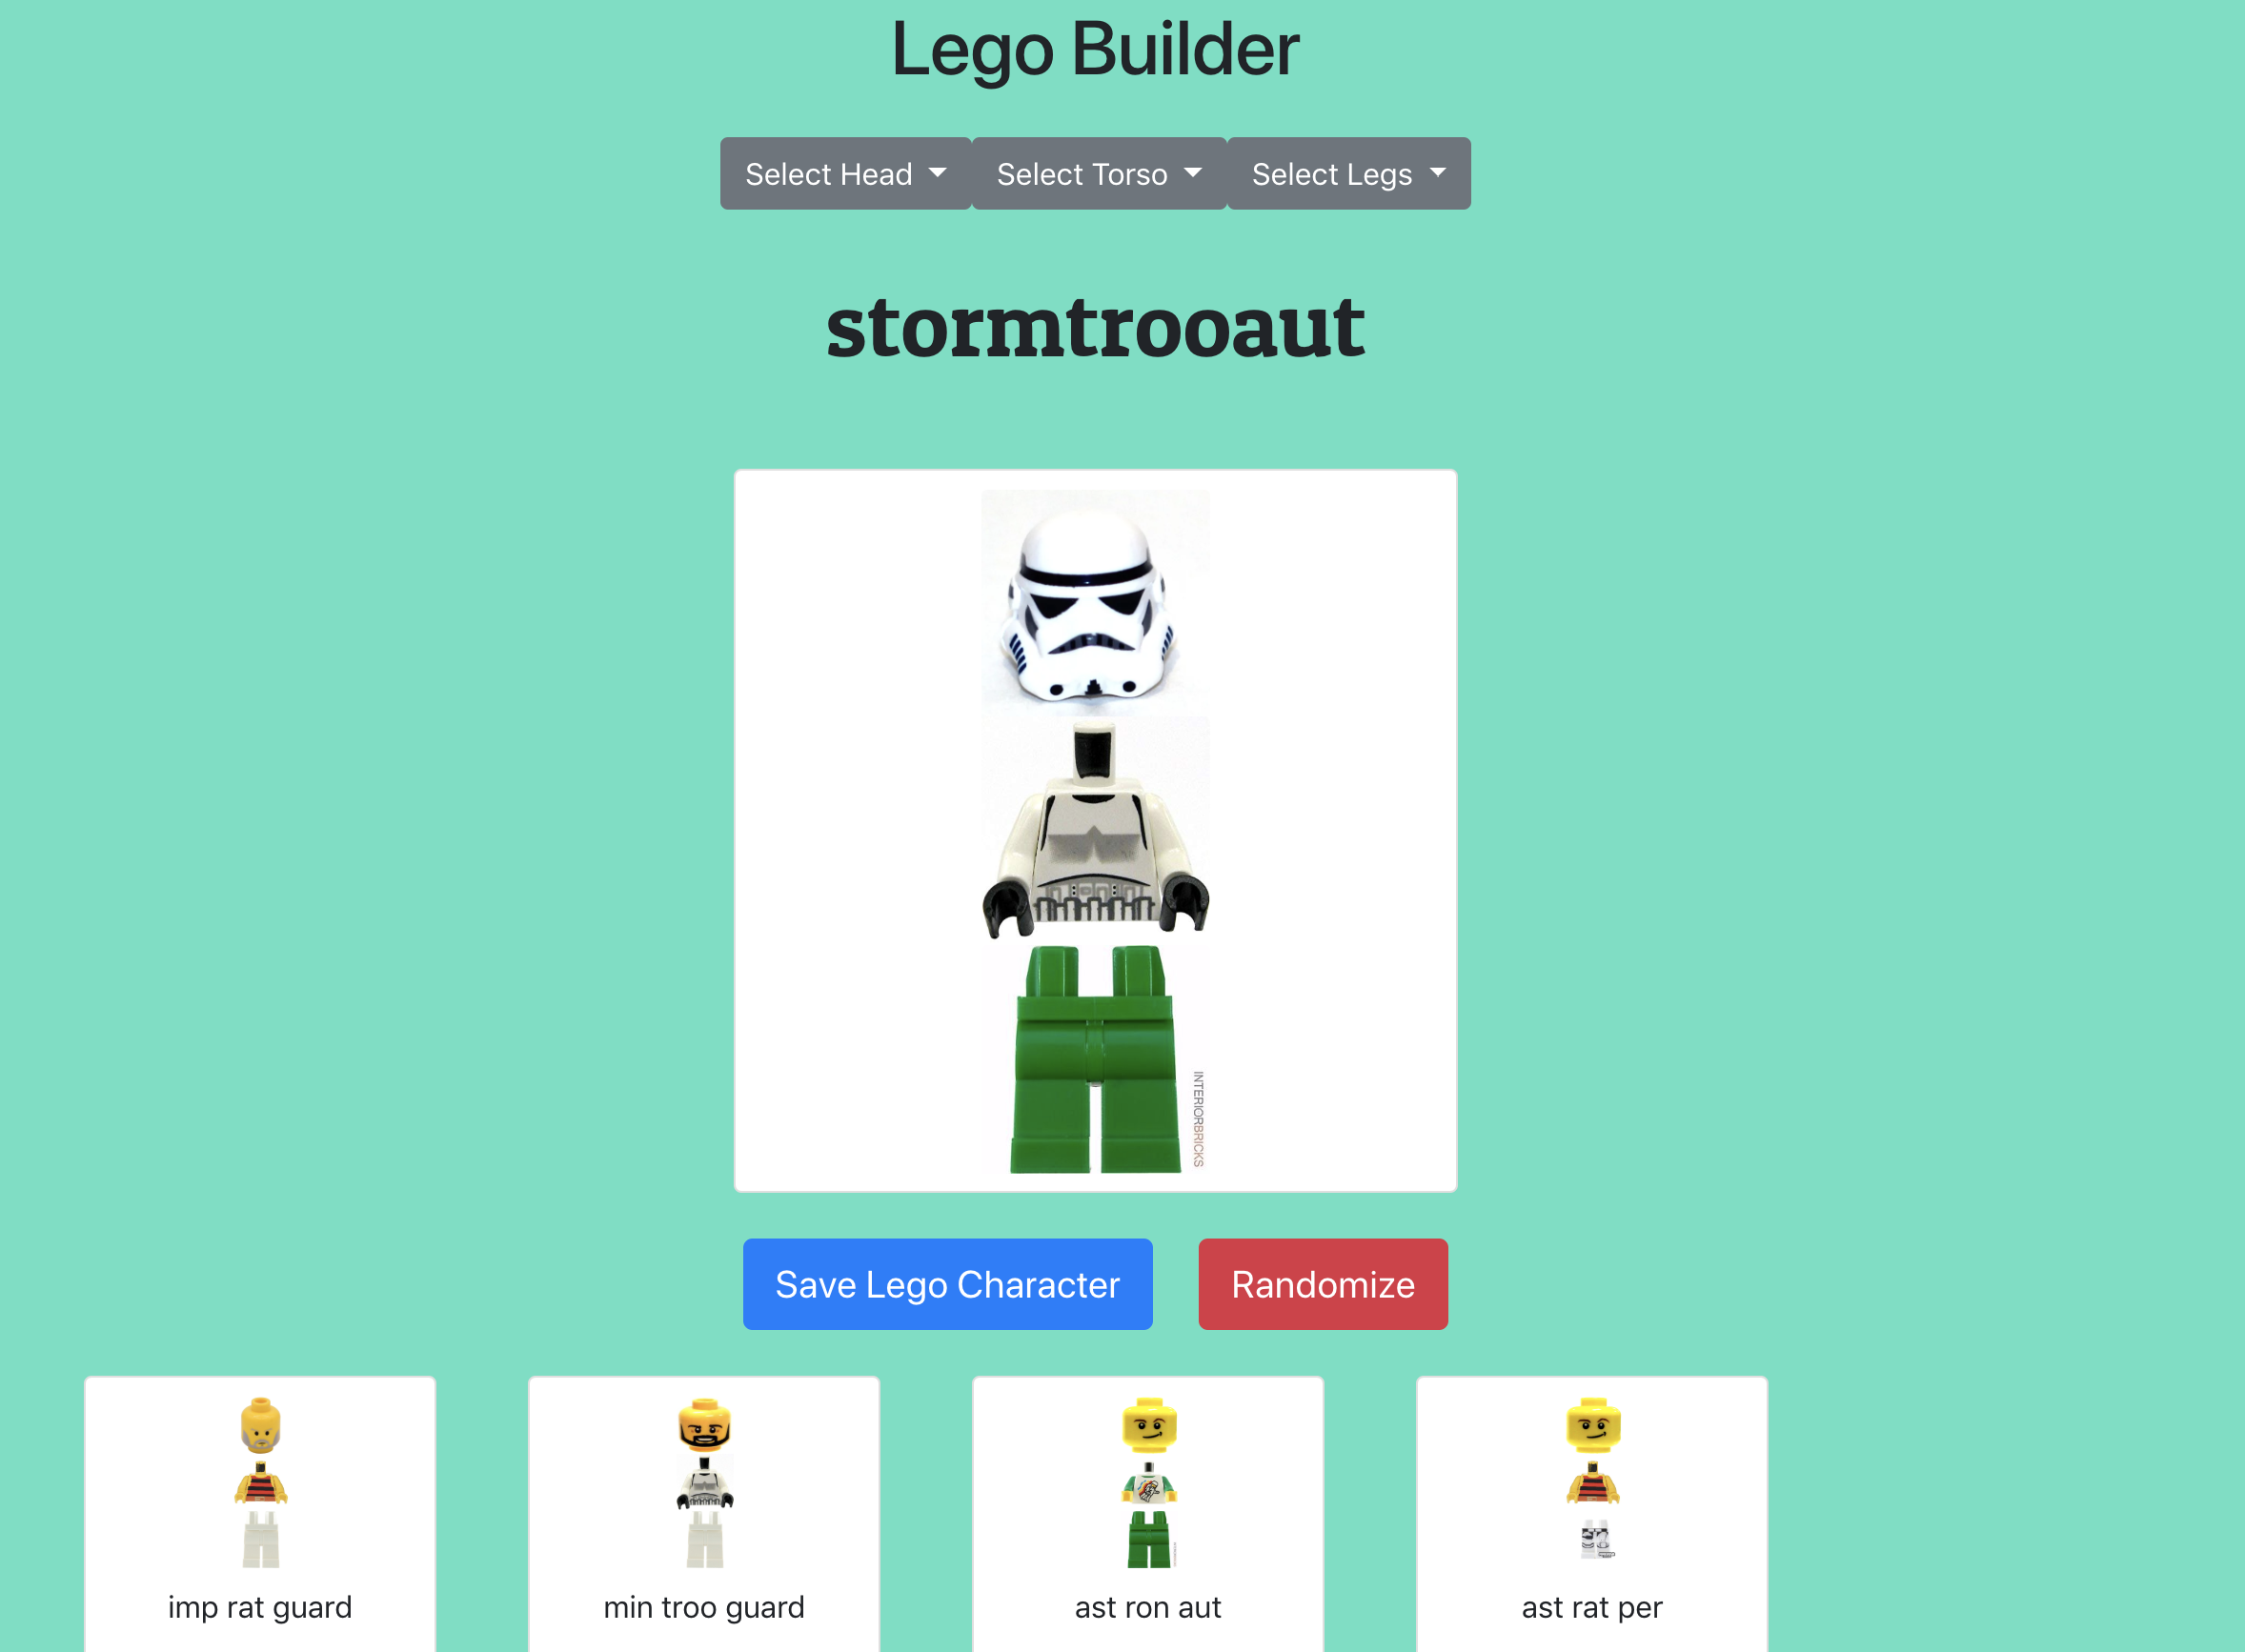 Lego Builder
Select Head Select Torso Select Legs
stormtrooaut
INTERIORBRICKS
Save Lego Character Randomize
imp rat guard min troo guard ast ron aut ast rat per